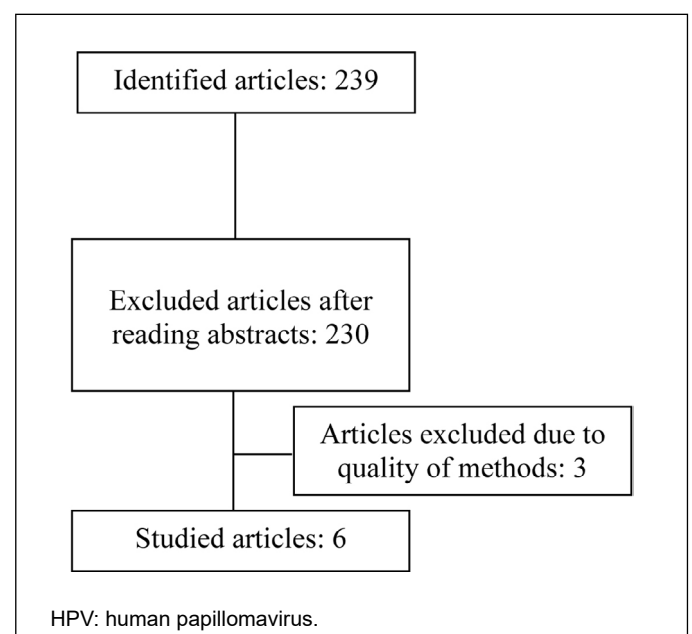 Identified articles: 239
Excluded articles after
reading abstracts: 230
Articles excluded due to
quality of methods: 3
Studied articles: 6
HPV: human papillomavirus.